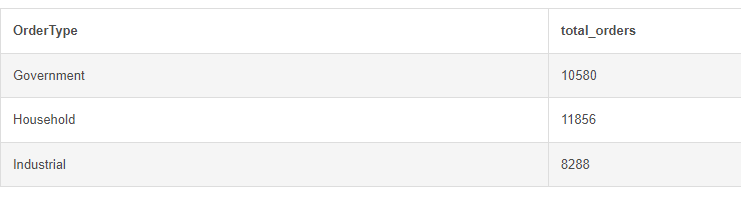 OrderType total_orders
Government 10580
Household 11856
Industrial 8288